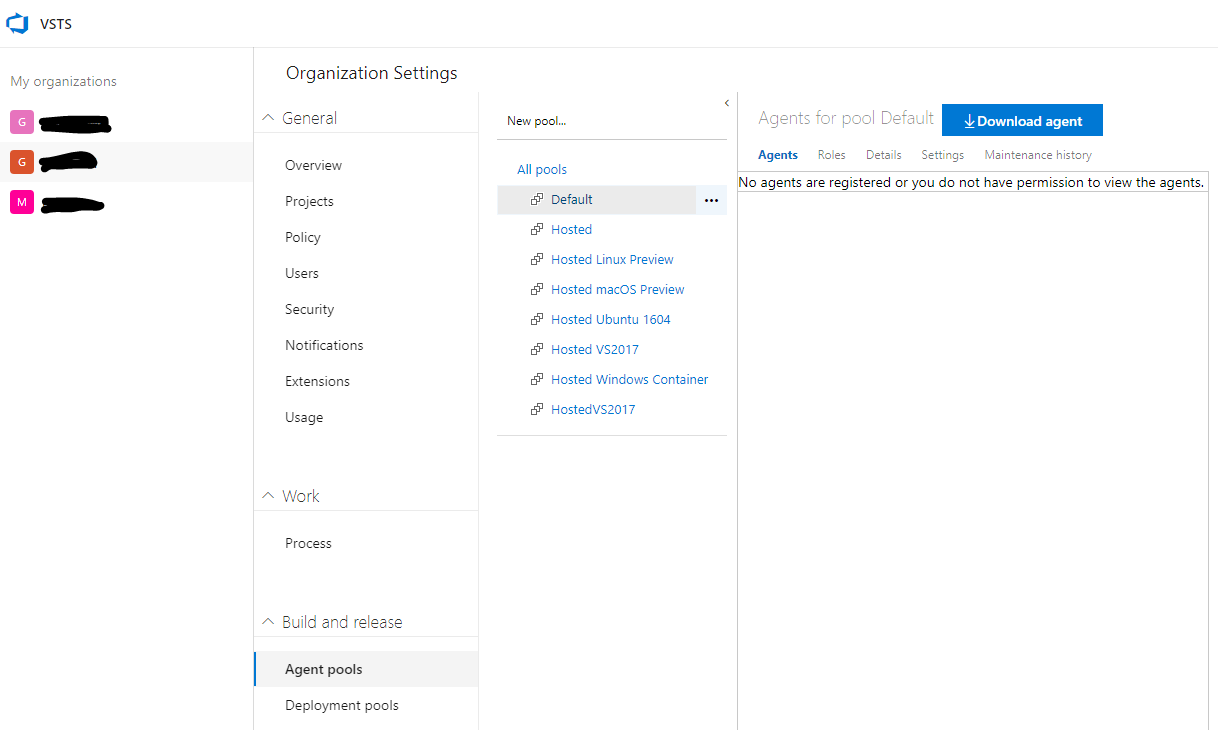 VSTS
My organizations
G
G
M
Organization Settings
General
Overview
Projects
Policy
Users
Security
Notifications
Extensions
Usage
Work
Process
Build and release
Agent pools
Deployment pools
New pool...
All pools
Default
Hosted
Hosted Linux Preview
Hosted macOS Preview
Hosted Ubuntu 1604
Hosted VS2017
Hosted Windows Container
HostedVS2017
Agents for pool Default
Download agent
Agents Roles Details Settings Maintenance history
No agents are registered or you do not have permission to view the agents.